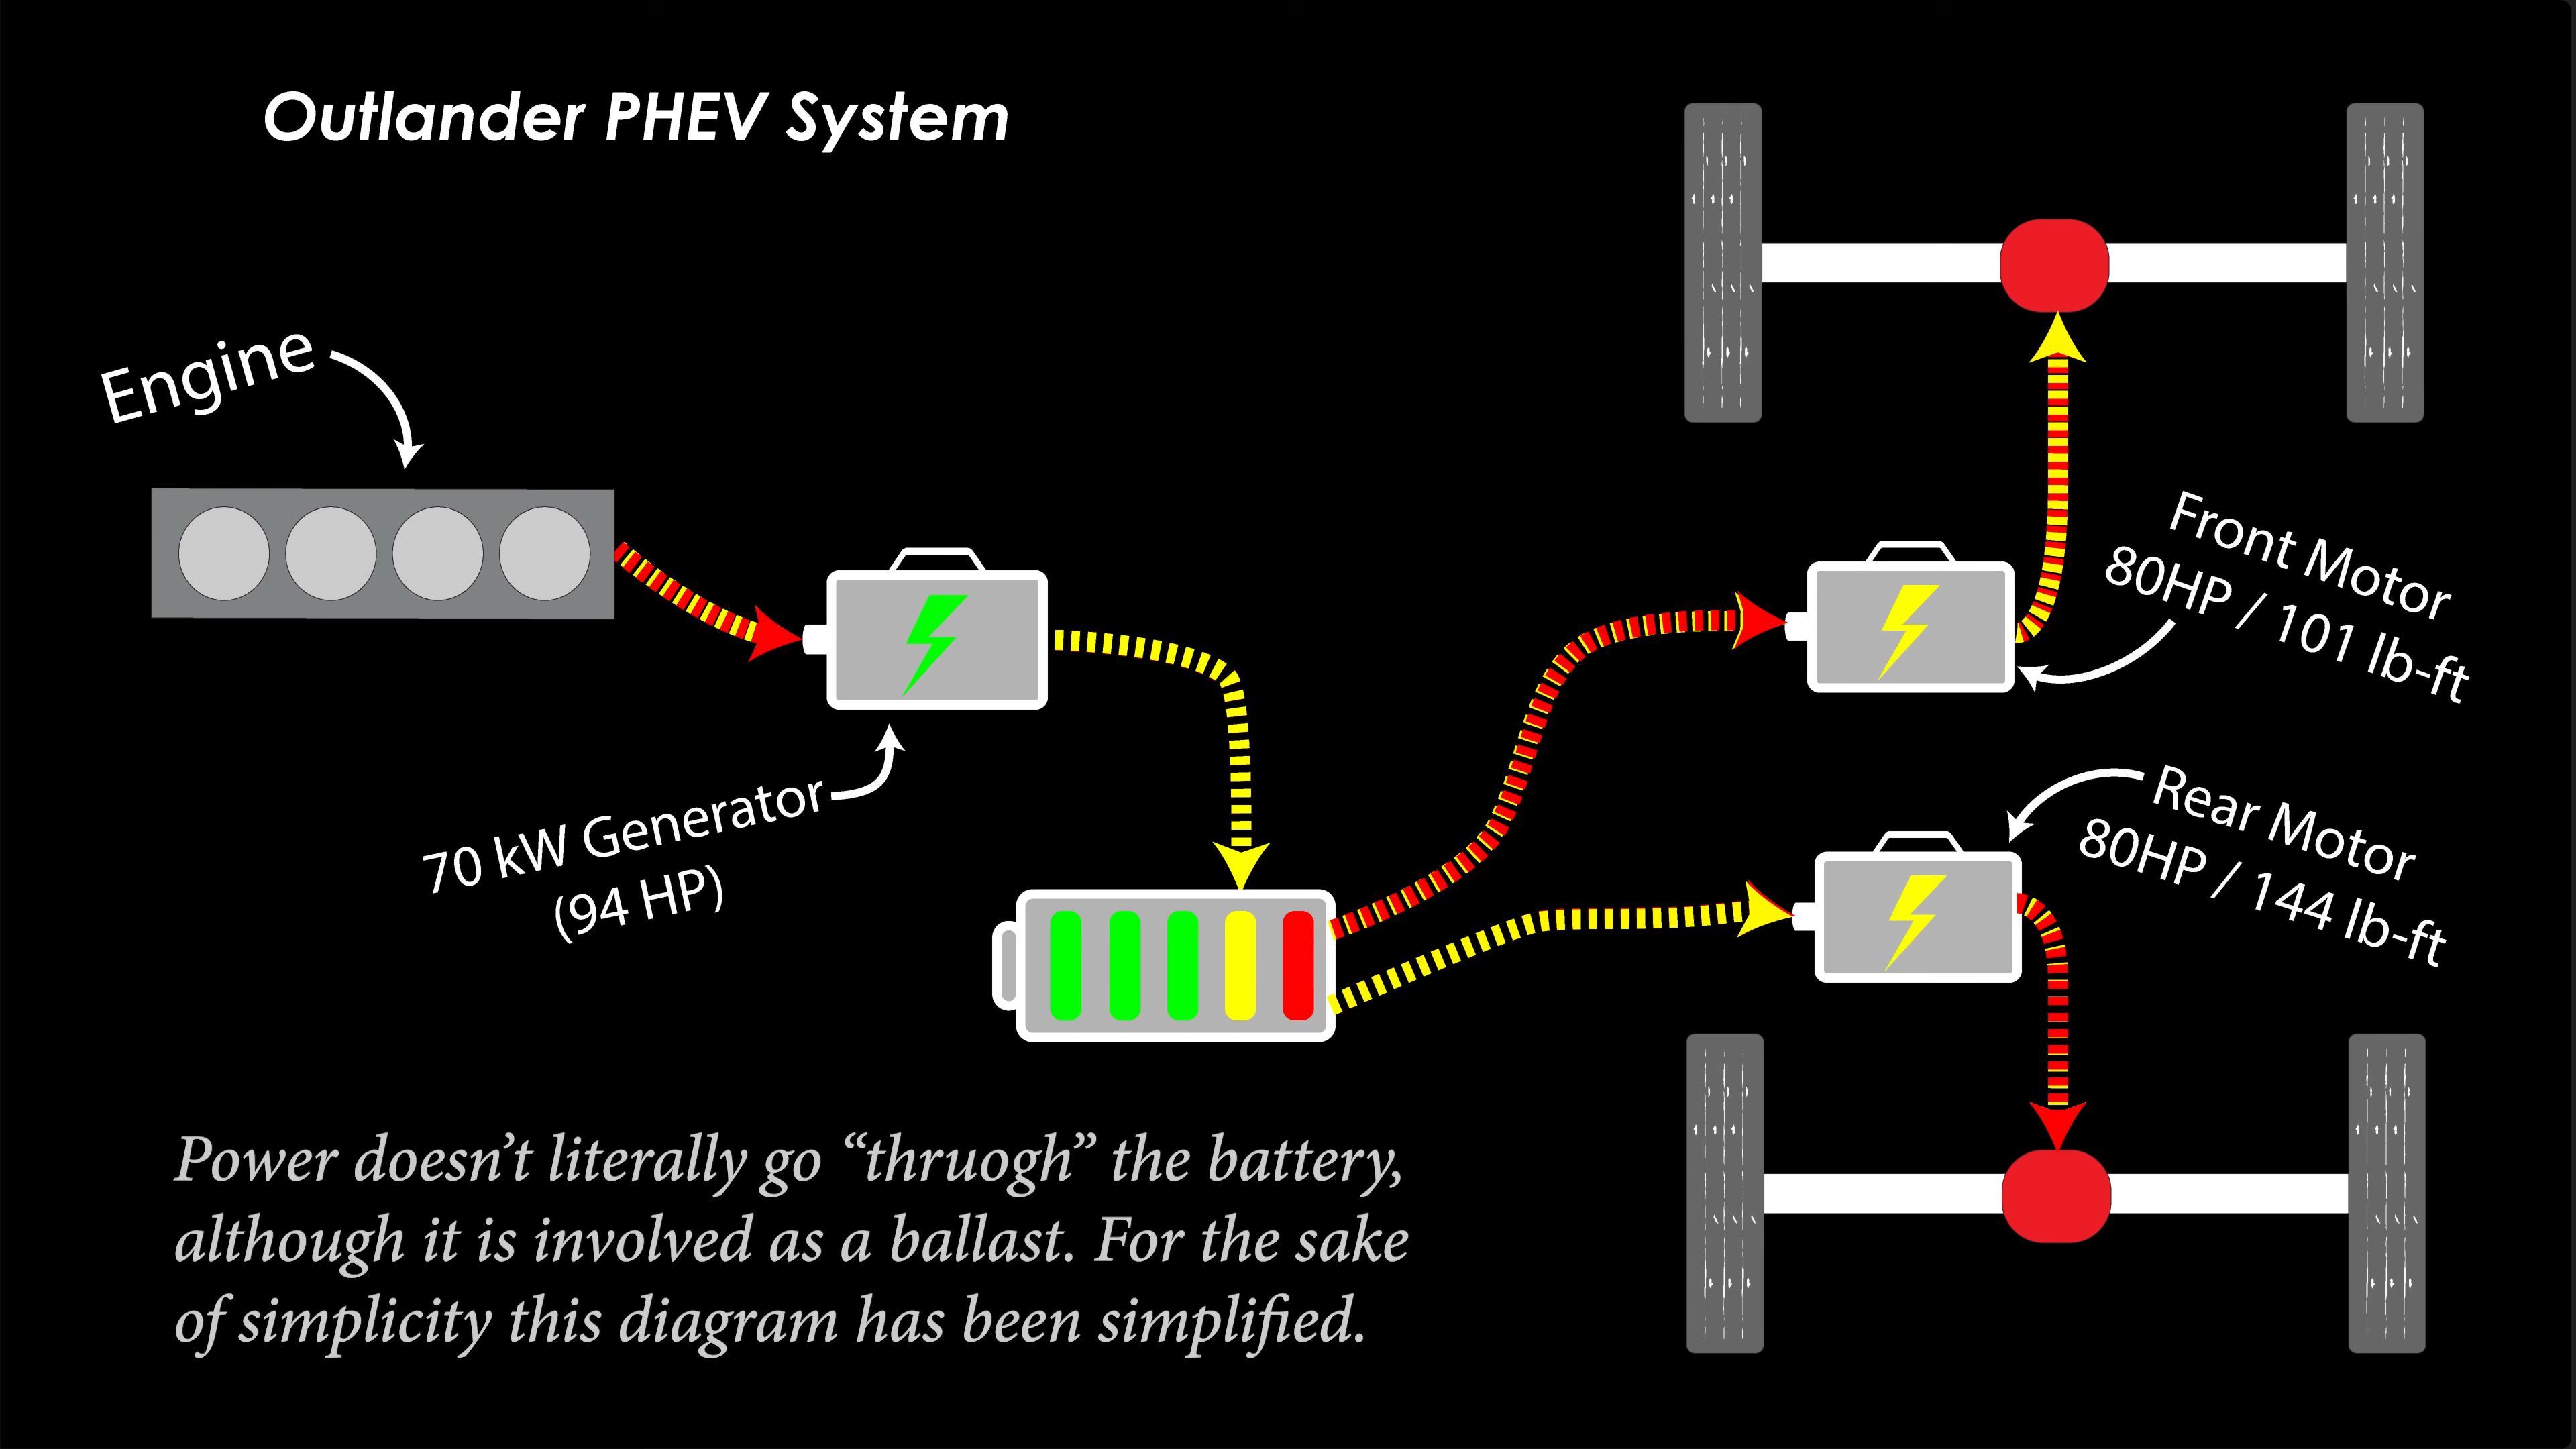 Outlander PHEV System
Engine
70 kW Generator
(94 HP)
Front Motor
80HP / 101 lb-ft
Rear Motor
80HP / 144 lb-ft
Power doesn’t literally go “thruogh” the battery,
although it is involved as a ballast. For the sake
of simplicity this diagram has been simplified.